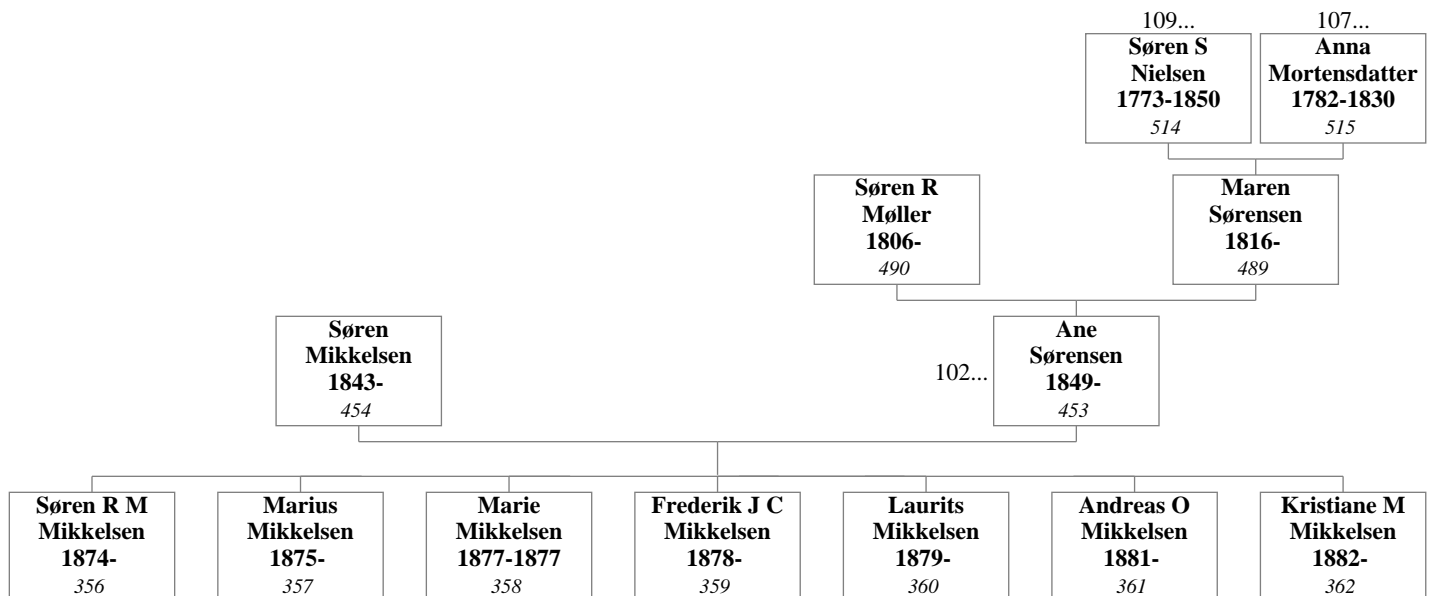 109...
107...
Søren S
Nielsen
1773-1850
514
Anna
Mortensdatter
1782-1830
515
Søren R
Møller
1806-
490
Maren
Sørensen
1816-
489
Søren
Mikkelsen
1843-
454
102...
Ane
Sørensen
1849-
453
Søren R M
Mikkelsen
1874-
356
Marius
Mikkelsen
1875-
357
Marie
Mikkelsen
1877-1877
358
Frederik J C
Mikkelsen
1878-
359
Laurits
Mikkelsen
1879-
360
Andreas O
Mikkelsen
1881-
361
Kristiane M
Mikkelsen
1882-
362